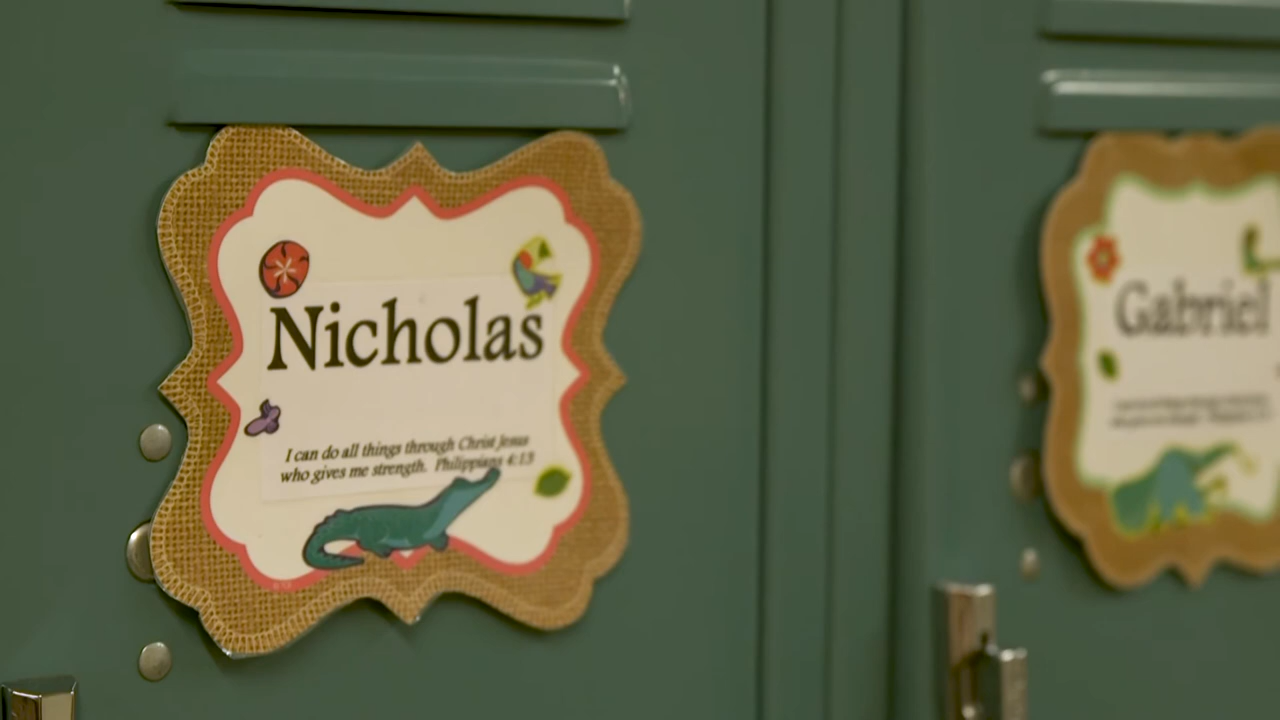 Nicholas
I can do all things through Christ Jesus
who gives me strength. Philippians 4:13
Gabriel